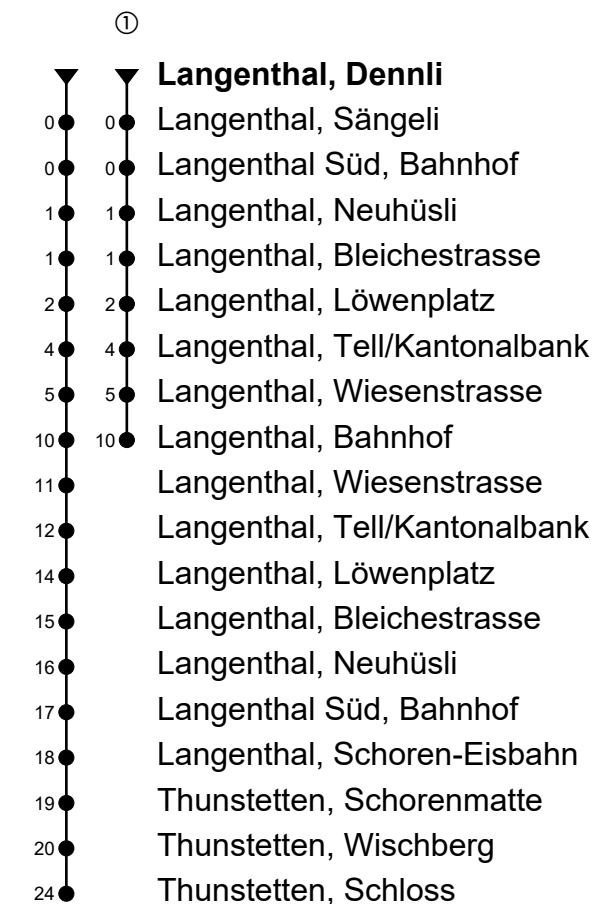 ①
Langenthal, Dennli
0 0 Langenthal, Sängeli
0 0 Langenthal Süd, Bahnhof
1 1 Langenthal, Neuhüsli
1 1 Langenthal, Bleichestrasse
2 2 Langenthal, Löwenplatz
4 4 Langenthal, Tell/Kantonalbank
5 5 Langenthal, Wiesenstrasse
10 10 Langenthal, Bahnhof
11 Langenthal, Wiesenstrasse
12 Langenthal, Tell/Kantonalbank
14 Langenthal, Löwenplatz
15 Langenthal, Bleichestrasse
16 Langenthal, Neuhüsli
17 Langenthal Süd, Bahnhof
18 Langenthal, Schoren-Eisbahn
19 Thunstetten, Schorenmatte
20 Thunstetten, Wischberg
24 Thunstetten, Schloss